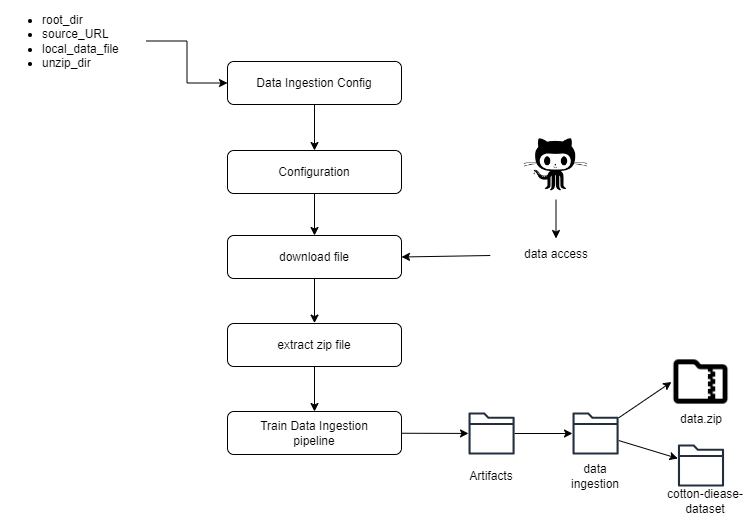 root_dir
source_URL
local_data_file
unzip_dir
Data Ingestion Config
Configuration
download file
data access
extract zip file
Train Data Ingestion
pipeline
data.zip
Artifacts
data
ingestion
cotton-diease-
dataset